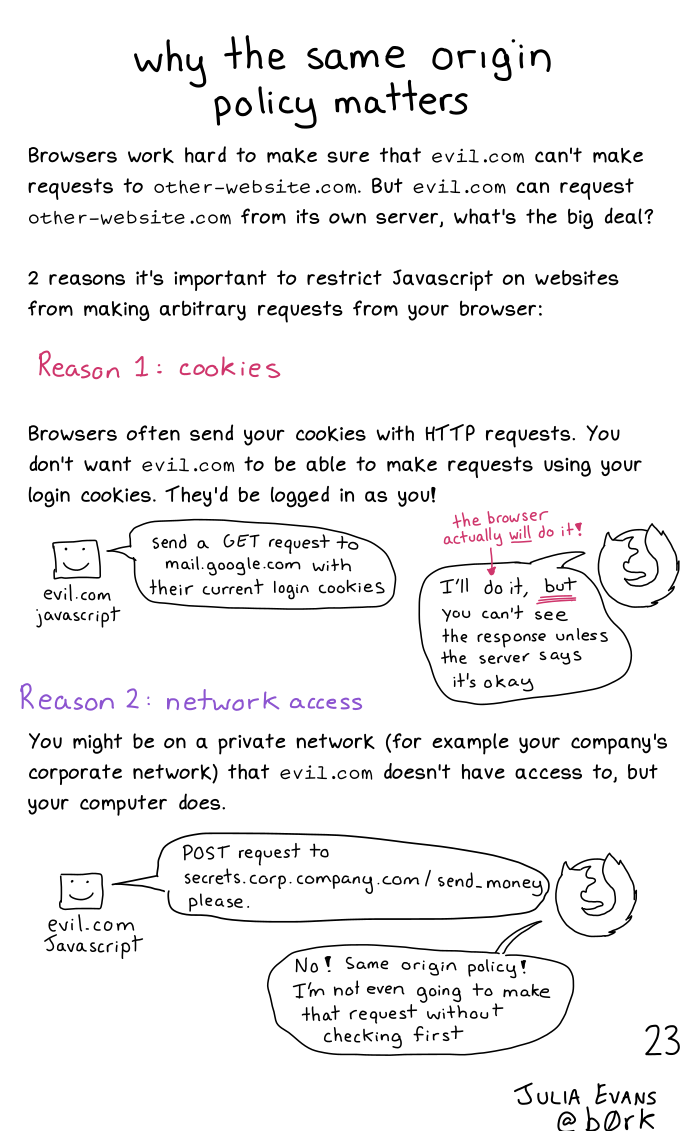 why the same origin
policy matters
Browsers work hard to make sure that evil.com can't make
requests to other-website.com. But evil.com can request
other-website.com from its own server, what's the big deal?
2 reasons it's important to restrict Javascript on websites
from making arbitrary requests from your browser:
Reason 1: cookies
Browsers often send your cookies with HTTP requests. You
don't want evil.com to be able to make requests using your
login cookies. They'd be logged in as you!
send a GET request to
mail.google.com with
their current login cookies
evil.com
javascript
the browser
actually will do it!
I'll do it, but
you can't see
the response unless
the server says
it's okay
Reason 2: network access
You might be on a private network (for example your company's
corporate network) that evil.com doesn't have access to, but
your computer does.
POST request to
secrets.corp.company.com/send_money
please.
evil.com
Javascript
No! Same origin policy!
I'm not even going to make
that request without
checking first
23
JULIA EVANS
@b0rk